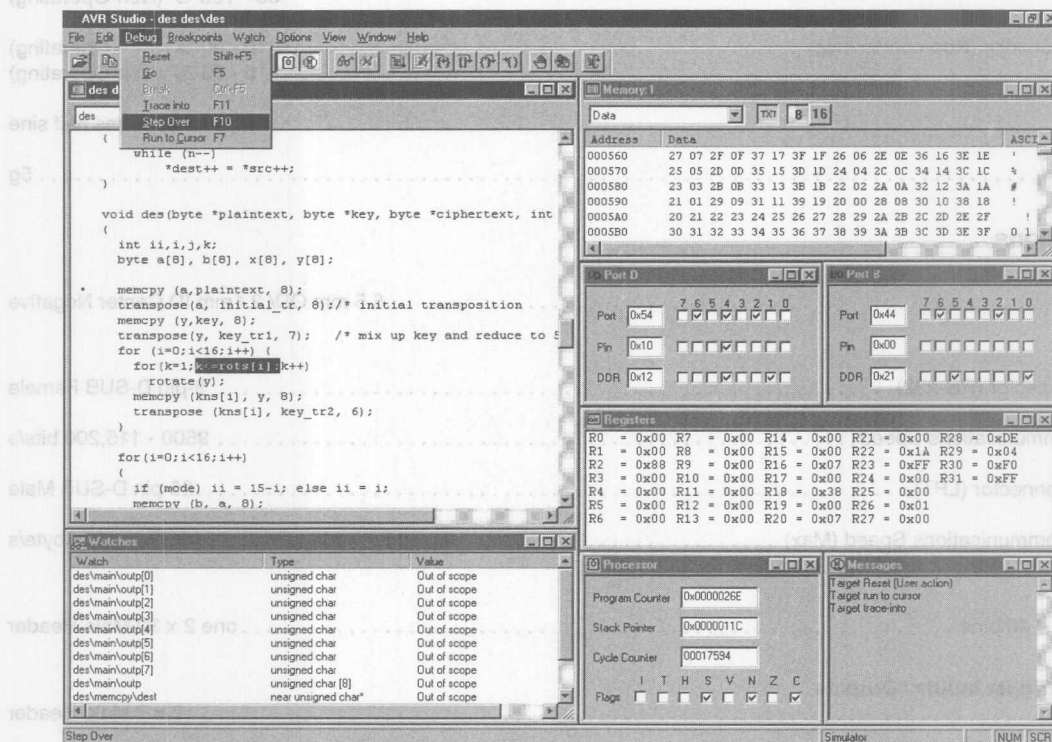 AVR Studio - des des\des
File Edit Debug Breakpoints Watch Options View Window Help
Reset Shift+F5
Go F5
Break Ctrl+F5
Trace into F11
Step Over F10
Run to Cursor F7
des d
des
{
while (n--)
*dest++ = *src++;
}
void des(byte *plaintext, byte *key, byte *ciphertext, int
{
int ii,i,j,k;
byte a[8], b[8], x[8], y[8];
memcpy (a,plaintext, 8);
transpose(a, initial_tr, 8);/* initial transposition
memcpy (y,key, 8);
transpose(y, key_tr1, 7); /* mix up key and reduce to 5
for (i=0;i<16;i++) {
for(k=1;k<=rots[i];k++)
rotate(y);
memcpy (kns[i], y, 8);
transpose (kns[i], key_tr2, 6);
}
for(i=0;i<16;i++)
{
if (mode) ii = 15-i; else ii = i;
memcpy (b, a, 8);
Memory:1
Data TXT 8 16
Address Data ASCI
000560 27 07 2F 0F 37 17 3F 1F 26 06 2E 0E 36 16 3E 1E '
000570 25 05 2D 0D 35 15 3D 1D 24 04 2C 0C 34 14 3C 1C %
000580 23 03 2B 0B 33 13 3B 1B 22 02 2A 0A 32 12 3A 1A #
000590 21 01 29 09 31 11 39 19 20 00 28 08 30 10 38 18 !
0005A0 20 21 22 23 24 25 26 27 28 29 2A 2B 2C 2D 2E 2F !
0005B0 30 31 32 33 34 35 36 37 38 39 3A 3B 3C 3D 3E 3F 0 1
Port D
7 6 5 4 3 2 1 0
Port 0x54
Pin 0x10
DDR 0x12
Port B
7 6 5 4 3 2 1 0
Port 0x44
Pin 0x00
DDR 0x21
Registers
R0 = 0x00 R7 = 0x00 R14 = 0x00 R21 = 0x00 R28 = 0xDE
R1 = 0x00 R8 = 0x00 R15 = 0x00 R22 = 0x1A R29 = 0x04
R2 = 0x88 R9 = 0x00 R16 = 0x07 R23 = 0xFF R30 = 0xF0
R3 = 0x00 R10 = 0x00 R17 = 0x00 R24 = 0x00 R31 = 0xFF
R4 = 0x00 R11 = 0x00 R18 = 0x38 R25 = 0x00
R5 = 0x00 R12 = 0x00 R19 = 0x00 R26 = 0x01
R6 = 0x00 R13 = 0x00 R20 = 0x07 R27 = 0x00
Watches
Watch Type Value
des\main\outp[0] unsigned char Out of scope
des\main\outp[1] unsigned char Out of scope
des\main\outp[2] unsigned char Out of scope
des\main\outp[3] unsigned char Out of scope
des\main\outp[4] unsigned char Out of scope
des\main\outp[5] unsigned char Out of scope
des\main\outp[6] unsigned char Out of scope
des\main\outp[7] unsigned char Out of scope
des\main\outp unsigned char [8] Out of scope
des\memcpy\dest near unsigned char* Out of scope
Processor
Program Counter 0x0000026E
Stack Pointer 0x0000011C
Cycle Counter 00017594
I T H S V N Z C
Flags
Messages
Target Reset (User action)
Target run to cursor
Target trace-into
Step Over Simulator NUM SCR